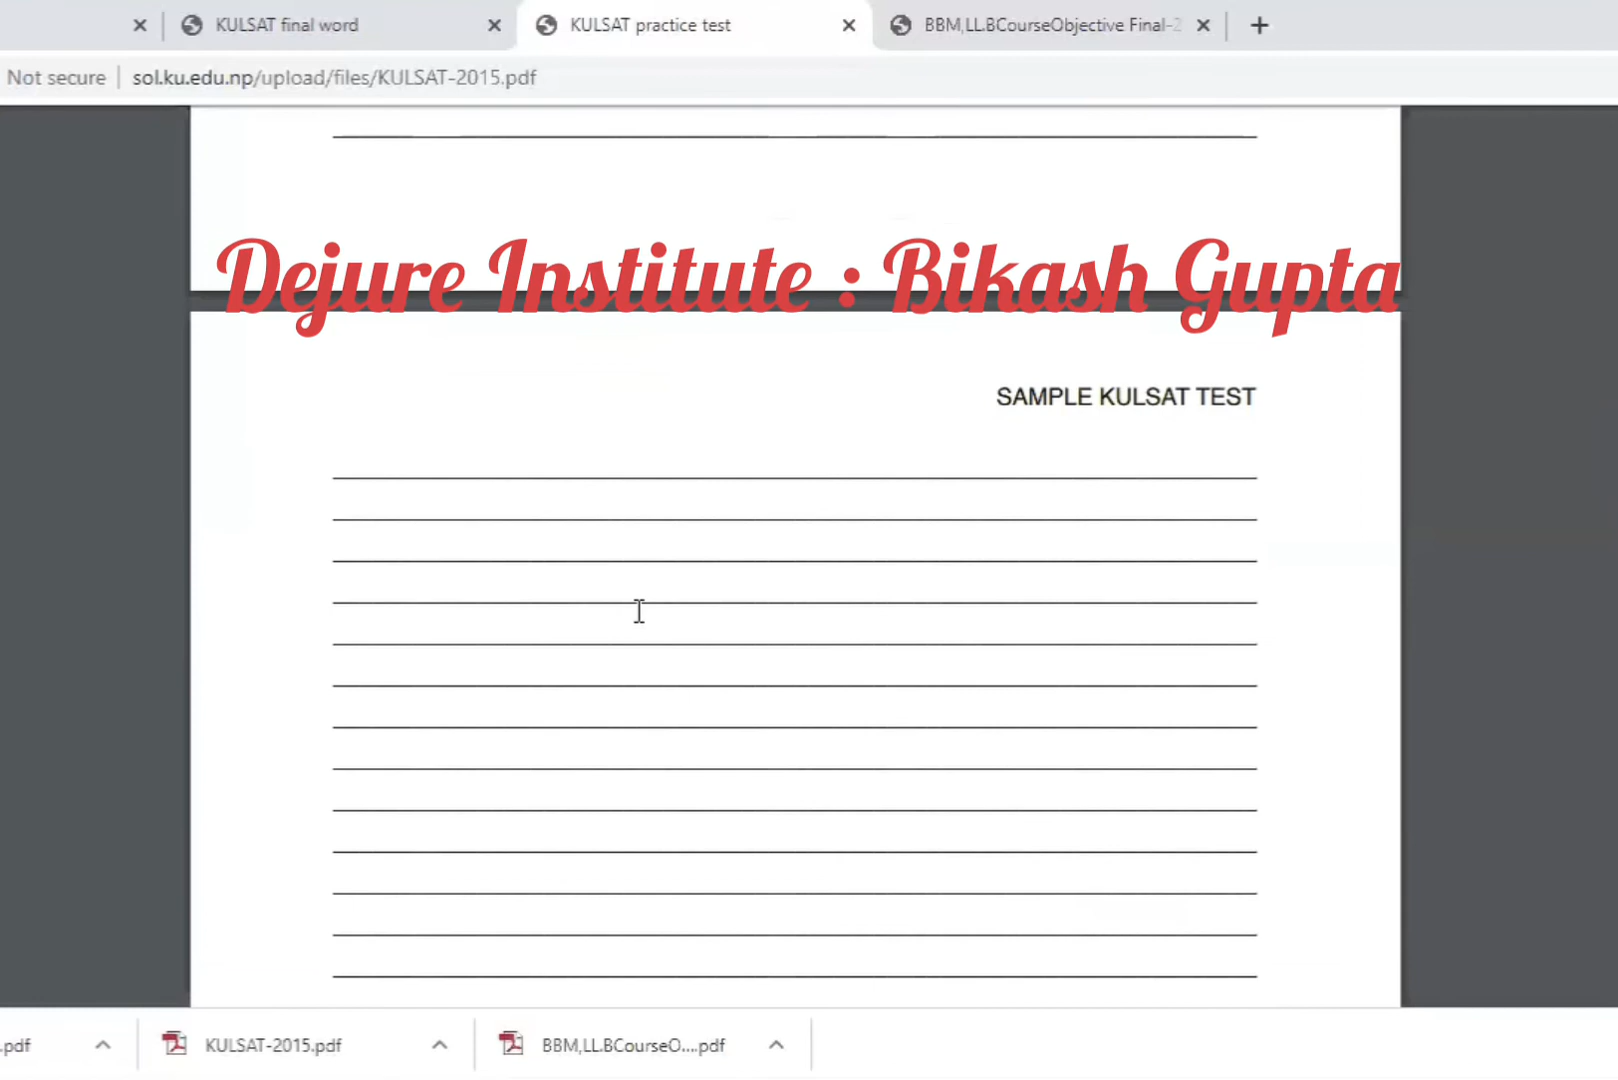 KULSAT final word
KULSAT practice test
BBM,LL.BCourseObjective Final-2
Not secure
sol.ku.edu.np/upload/files/KULSAT-2015.pdf
Dejure Institute : Bikash Gupta
SAMPLE KULSAT TEST
.pdf
KULSAT-2015.pdf
BBM,LL.BCourseO....pdf